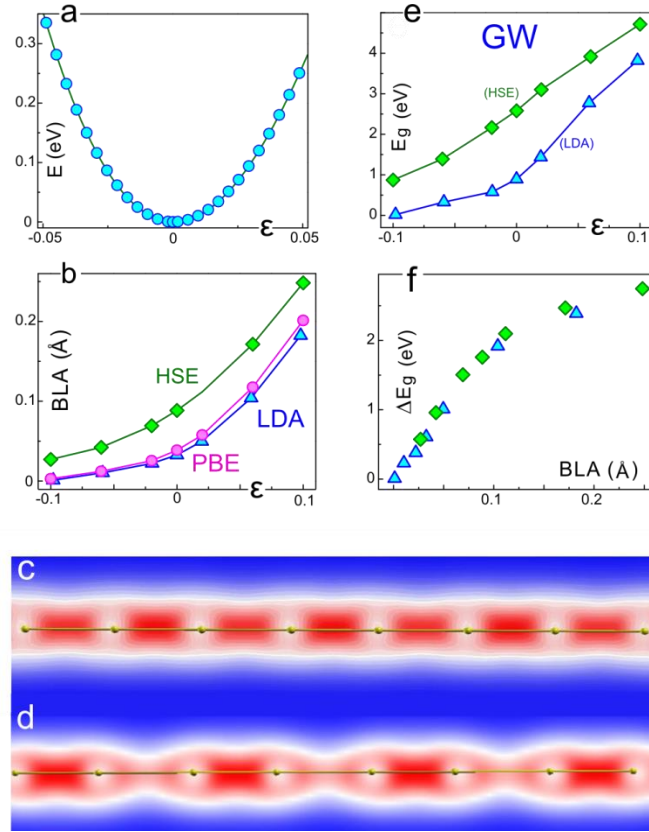 a
0.3
0.2
0.1
0
E (eV)
-0.05
0
ε
0.05
e
GW
4
3
2
1
0
Eg (eV)
(HSE)
(LDA)
-0.1
0
ε
0.1
b
0.2
0.1
0
BLA (Å)
HSE
LDA
PBE
-0.1
0
ε
0.1
f
2
1
0
ΔEg (eV)
BLA (Å)
0
0.1
0.2
c
d